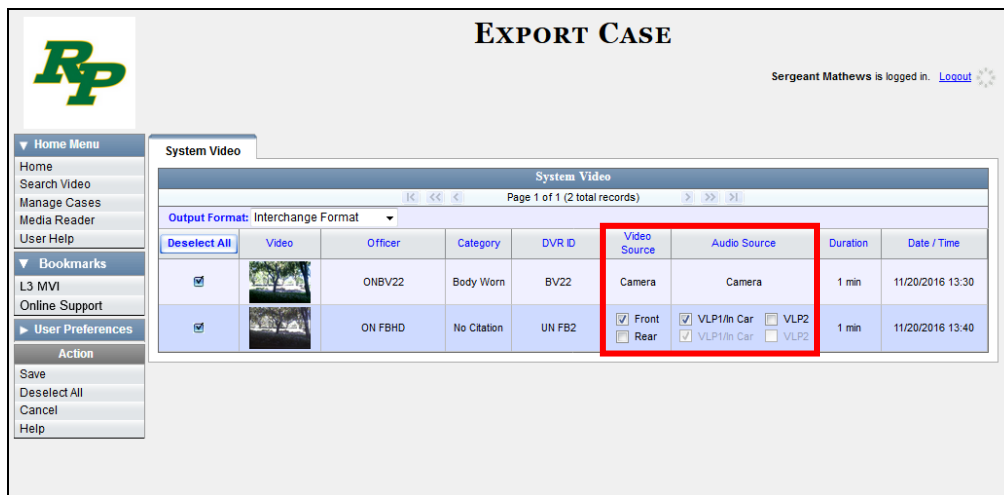 RP
EXPORT CASE
Sergeant Mathews is logged in. Logout
▼ Home Menu
Home
Search Video
Manage Cases
Media Reader
User Help
▼ Bookmarks
L3 MVI
Online Support
► User Preferences
Action
Save
Deselect All
Cancel
Help
System Video
System Video
Page 1 of 1 (2 total records)
Output Format: Interchange Format
Deselect All Video Officer Category DVR ID Video Source Audio Source Duration Date / Time
ONBV22 Body Worn BV22 Camera Camera 1 min 11/20/2016 13:30
ON FBHD No Citation UN FB2 Front VLP1/In Car VLP2 1 min 11/20/2016 13:40
Rear VLP1/In Car VLP2